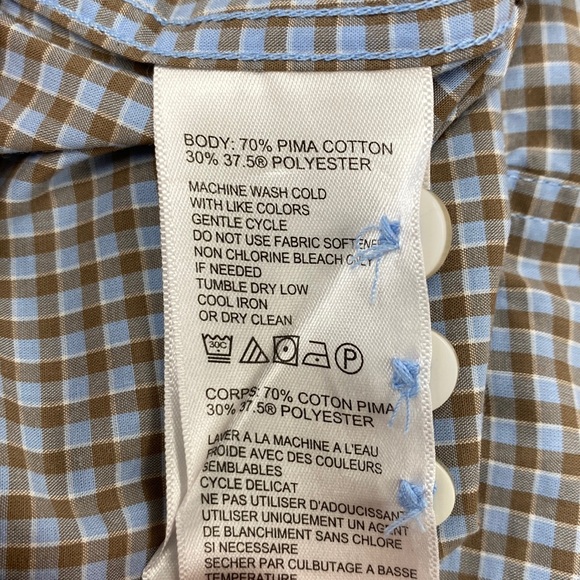 BODY: 70% PIMA COTTON
30% 37.5® POLYESTER
MACHINE WASH COLD
WITH LIKE COLORS
GENTLE CYCLE
DO NOT USE FABRIC SOFTENE
NON CHLORINE BLEACH
IF NEEDED
TUMBLE DRY LOW
COOL IRON
OR DRY CLEAN
30C P
CORPS: 70% COTON PIMA
30% 37.5® POLYESTER
LAVER A LA MACHINE A L'EAU
FROIDE AVEC DES COULEURS
SEMBLABLES
CYCLE DELICAT
NE PAS UTILISER D'ADOUCISSANT
UTILISER UNIQUEMENT UN AGENT
DE BLANCHIMENT SANS CHLORE
SI NECESSAIRE
SECHER PAR CULBUTAGE A BASSE
TEMPERATURE